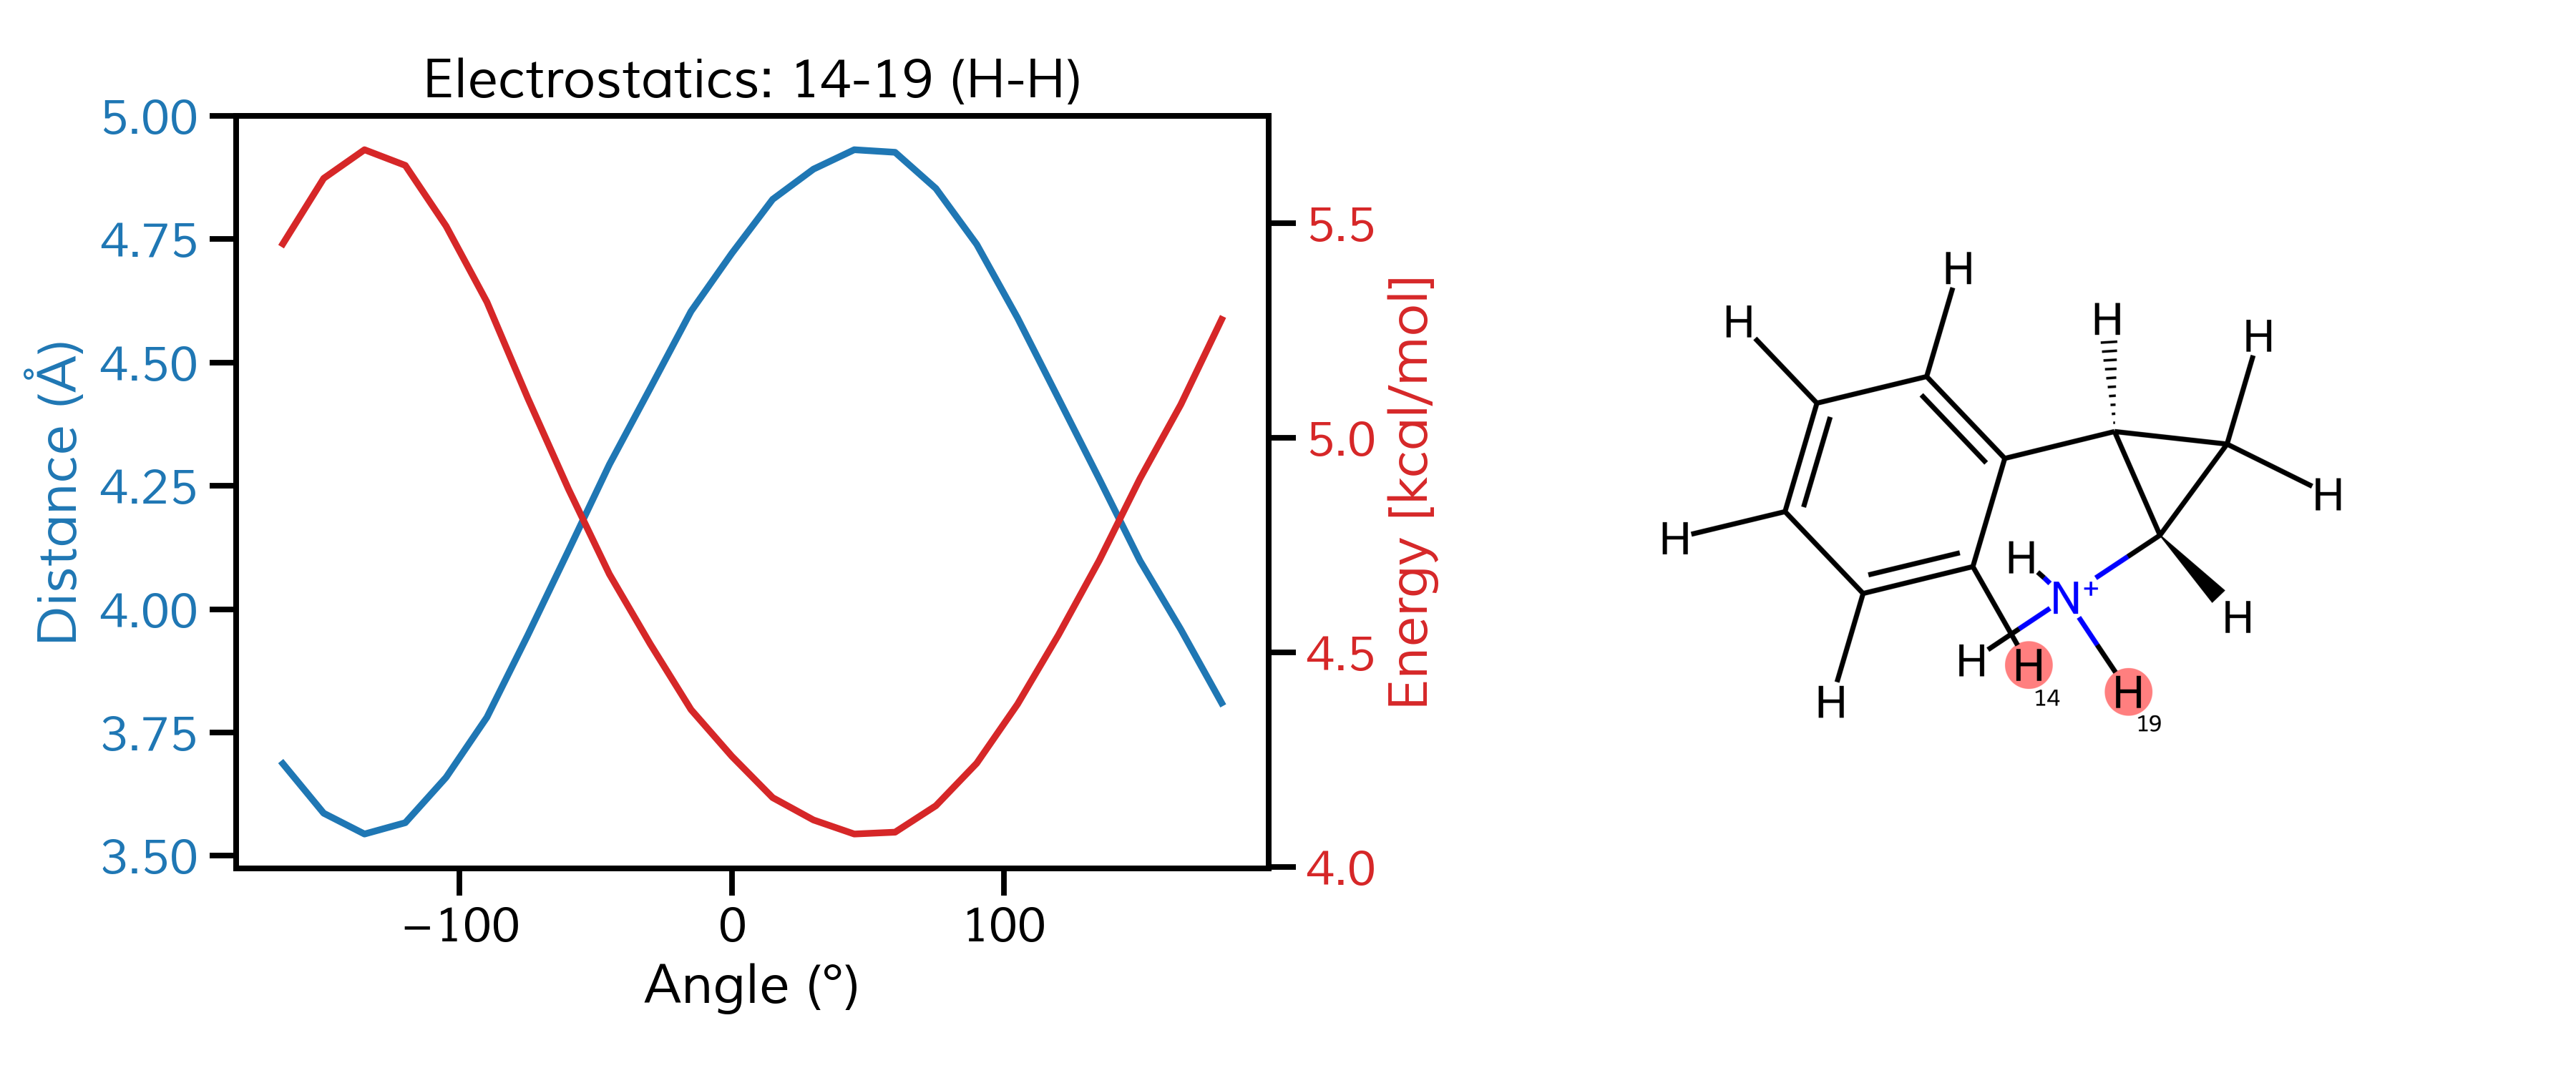 Electrostatics: 14-19 (H-H)
5.00
4.75
4.50
4.25
4.00
3.75
3.50
Distance (Å)
5.5
5.0
4.5
4.0
Energy [kcal/mol]
−100 0 100
Angle (°)
H
H
H
H
H
H
H
H
N+
H
H
H
14
H
19
H